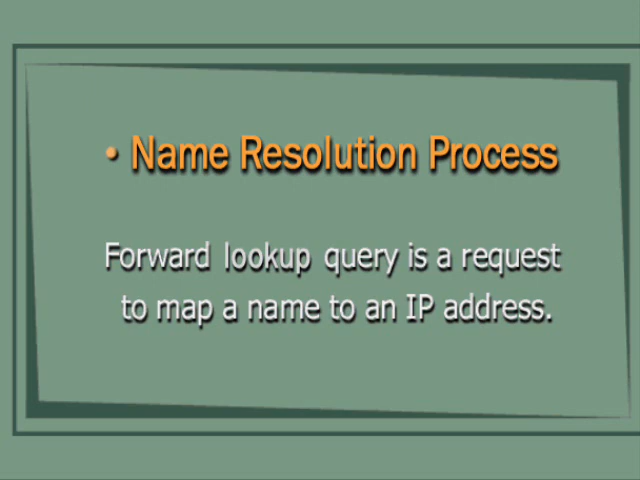 • Name Resolution Process
Forward lookup query is a request
to map a name to an IP address.